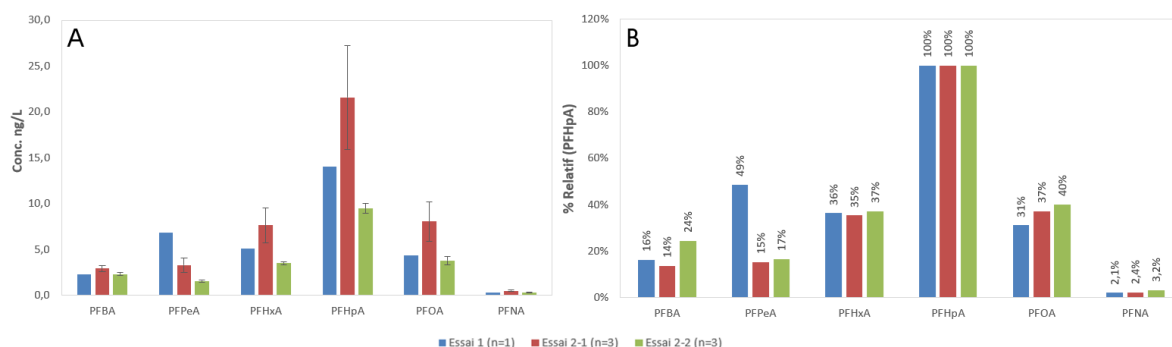 A
Conc. ng/L
30,0
25,0
20,0
15,0
10,0
5,0
0,0
PFBA PFPeA PFHxA PFHpA PFOA PFNA
B
% Relatif (PFHpA)
120%
100%
80%
60%
40%
20%
0%
16% 14% 24%
49% 15% 17%
36% 35% 37%
100% 100% 100%
31% 37% 40%
2,1% 2,4% 3,2%
PFBA PFPeA PFHxA PFHpA PFOA PFNA
Essai 1 (n=1) Essai 2-1 (n=3) Essai 2-2 (n=3)